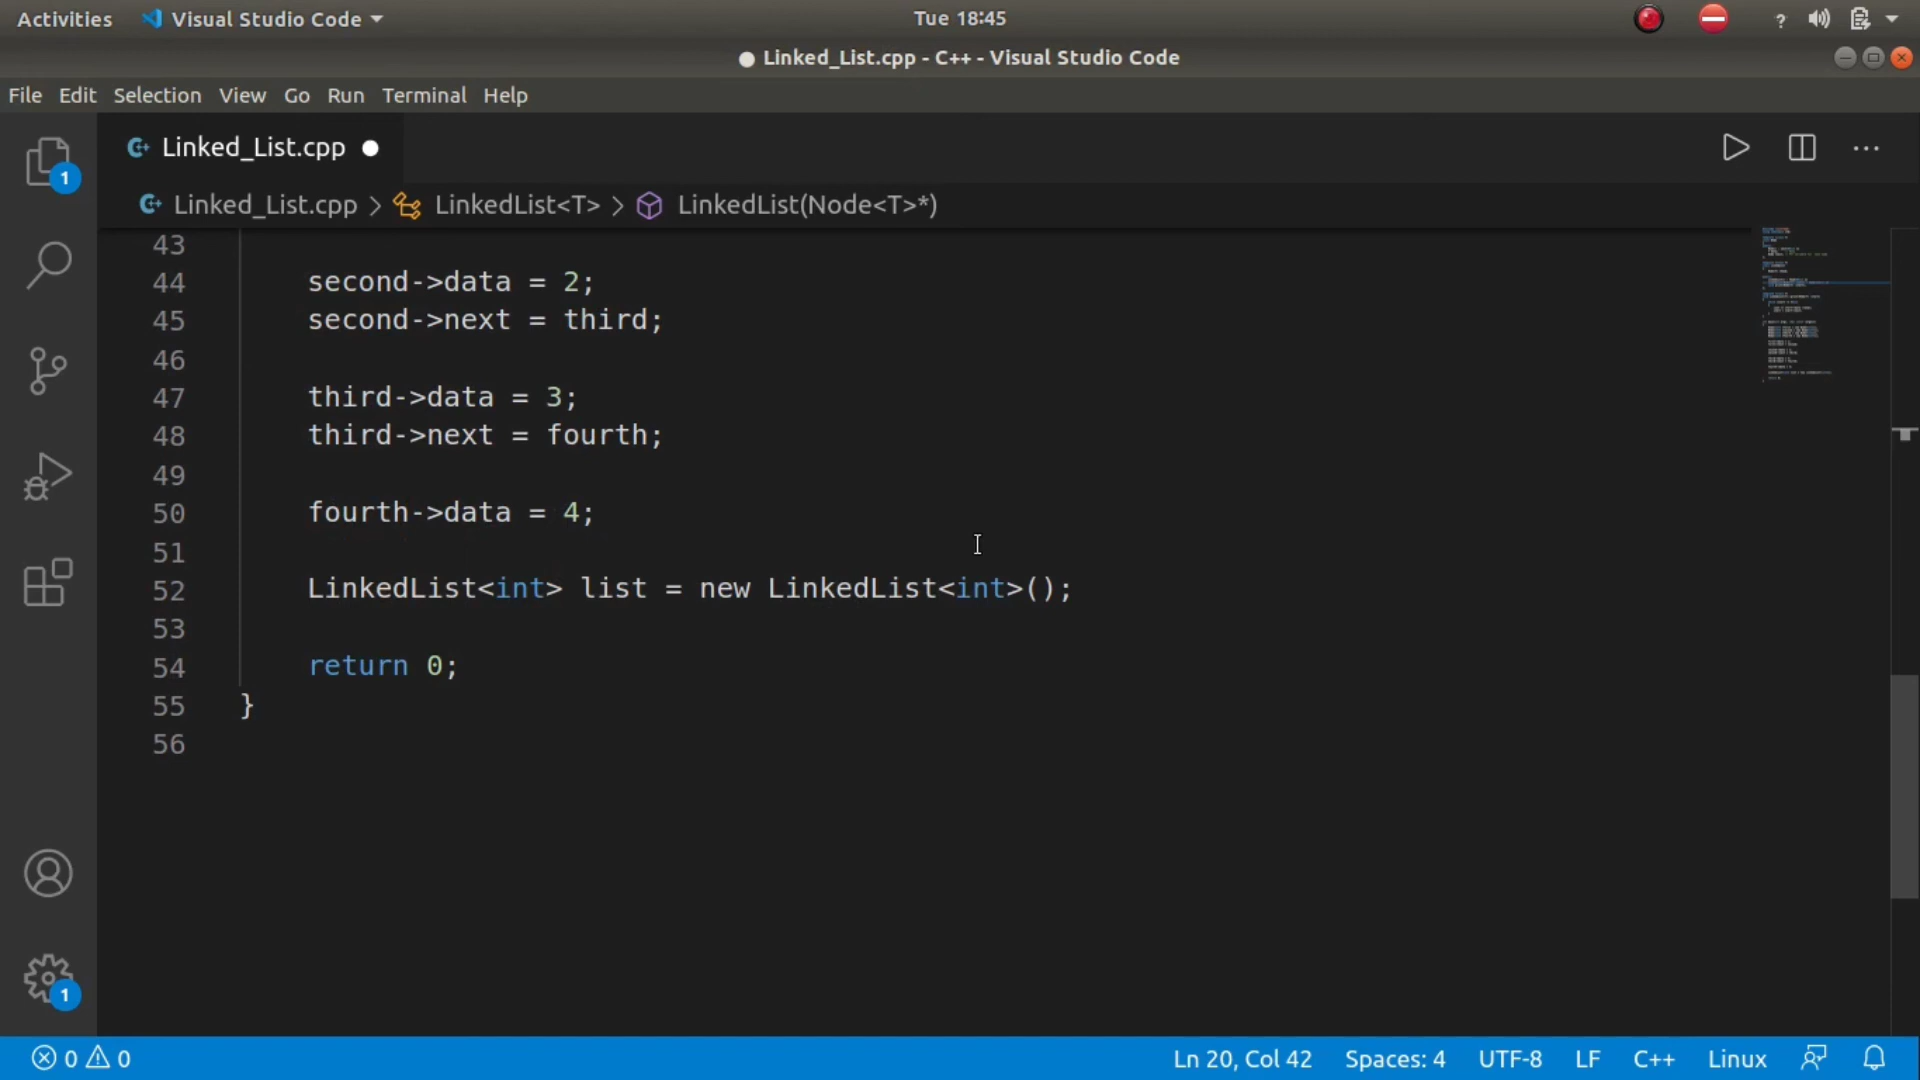 Activities Visual Studio Code Tue 18:45 ?
Linked_List.cpp - C++ - Visual Studio Code
File Edit Selection View Go Run Terminal Help
Linked_List.cpp
Linked_List.cpp > LinkedList<T> > LinkedList(Node<T>*)
43
44 second->data = 2;
45 second->next = third;
46
47 third->data = 3;
48 third->next = fourth;
49
50 fourth->data = 4;
51
52 LinkedList<int> list = new LinkedList<int>();
53
54 return 0;
55 }
56
1
1
0 0 Ln 20, Col 42 Spaces: 4 UTF-8 LF C++ Linux